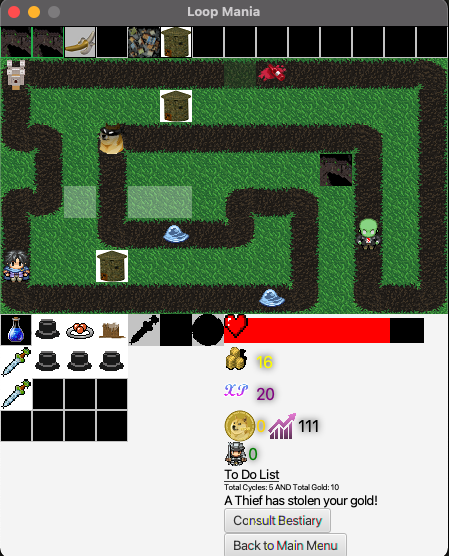 Loop Mania
16
XP 20
0 111
0
To Do List
Total Cycles: 5 AND Total Gold: 10
A Thief has stolen your gold!
Consult Bestiary
Back to Main Menu